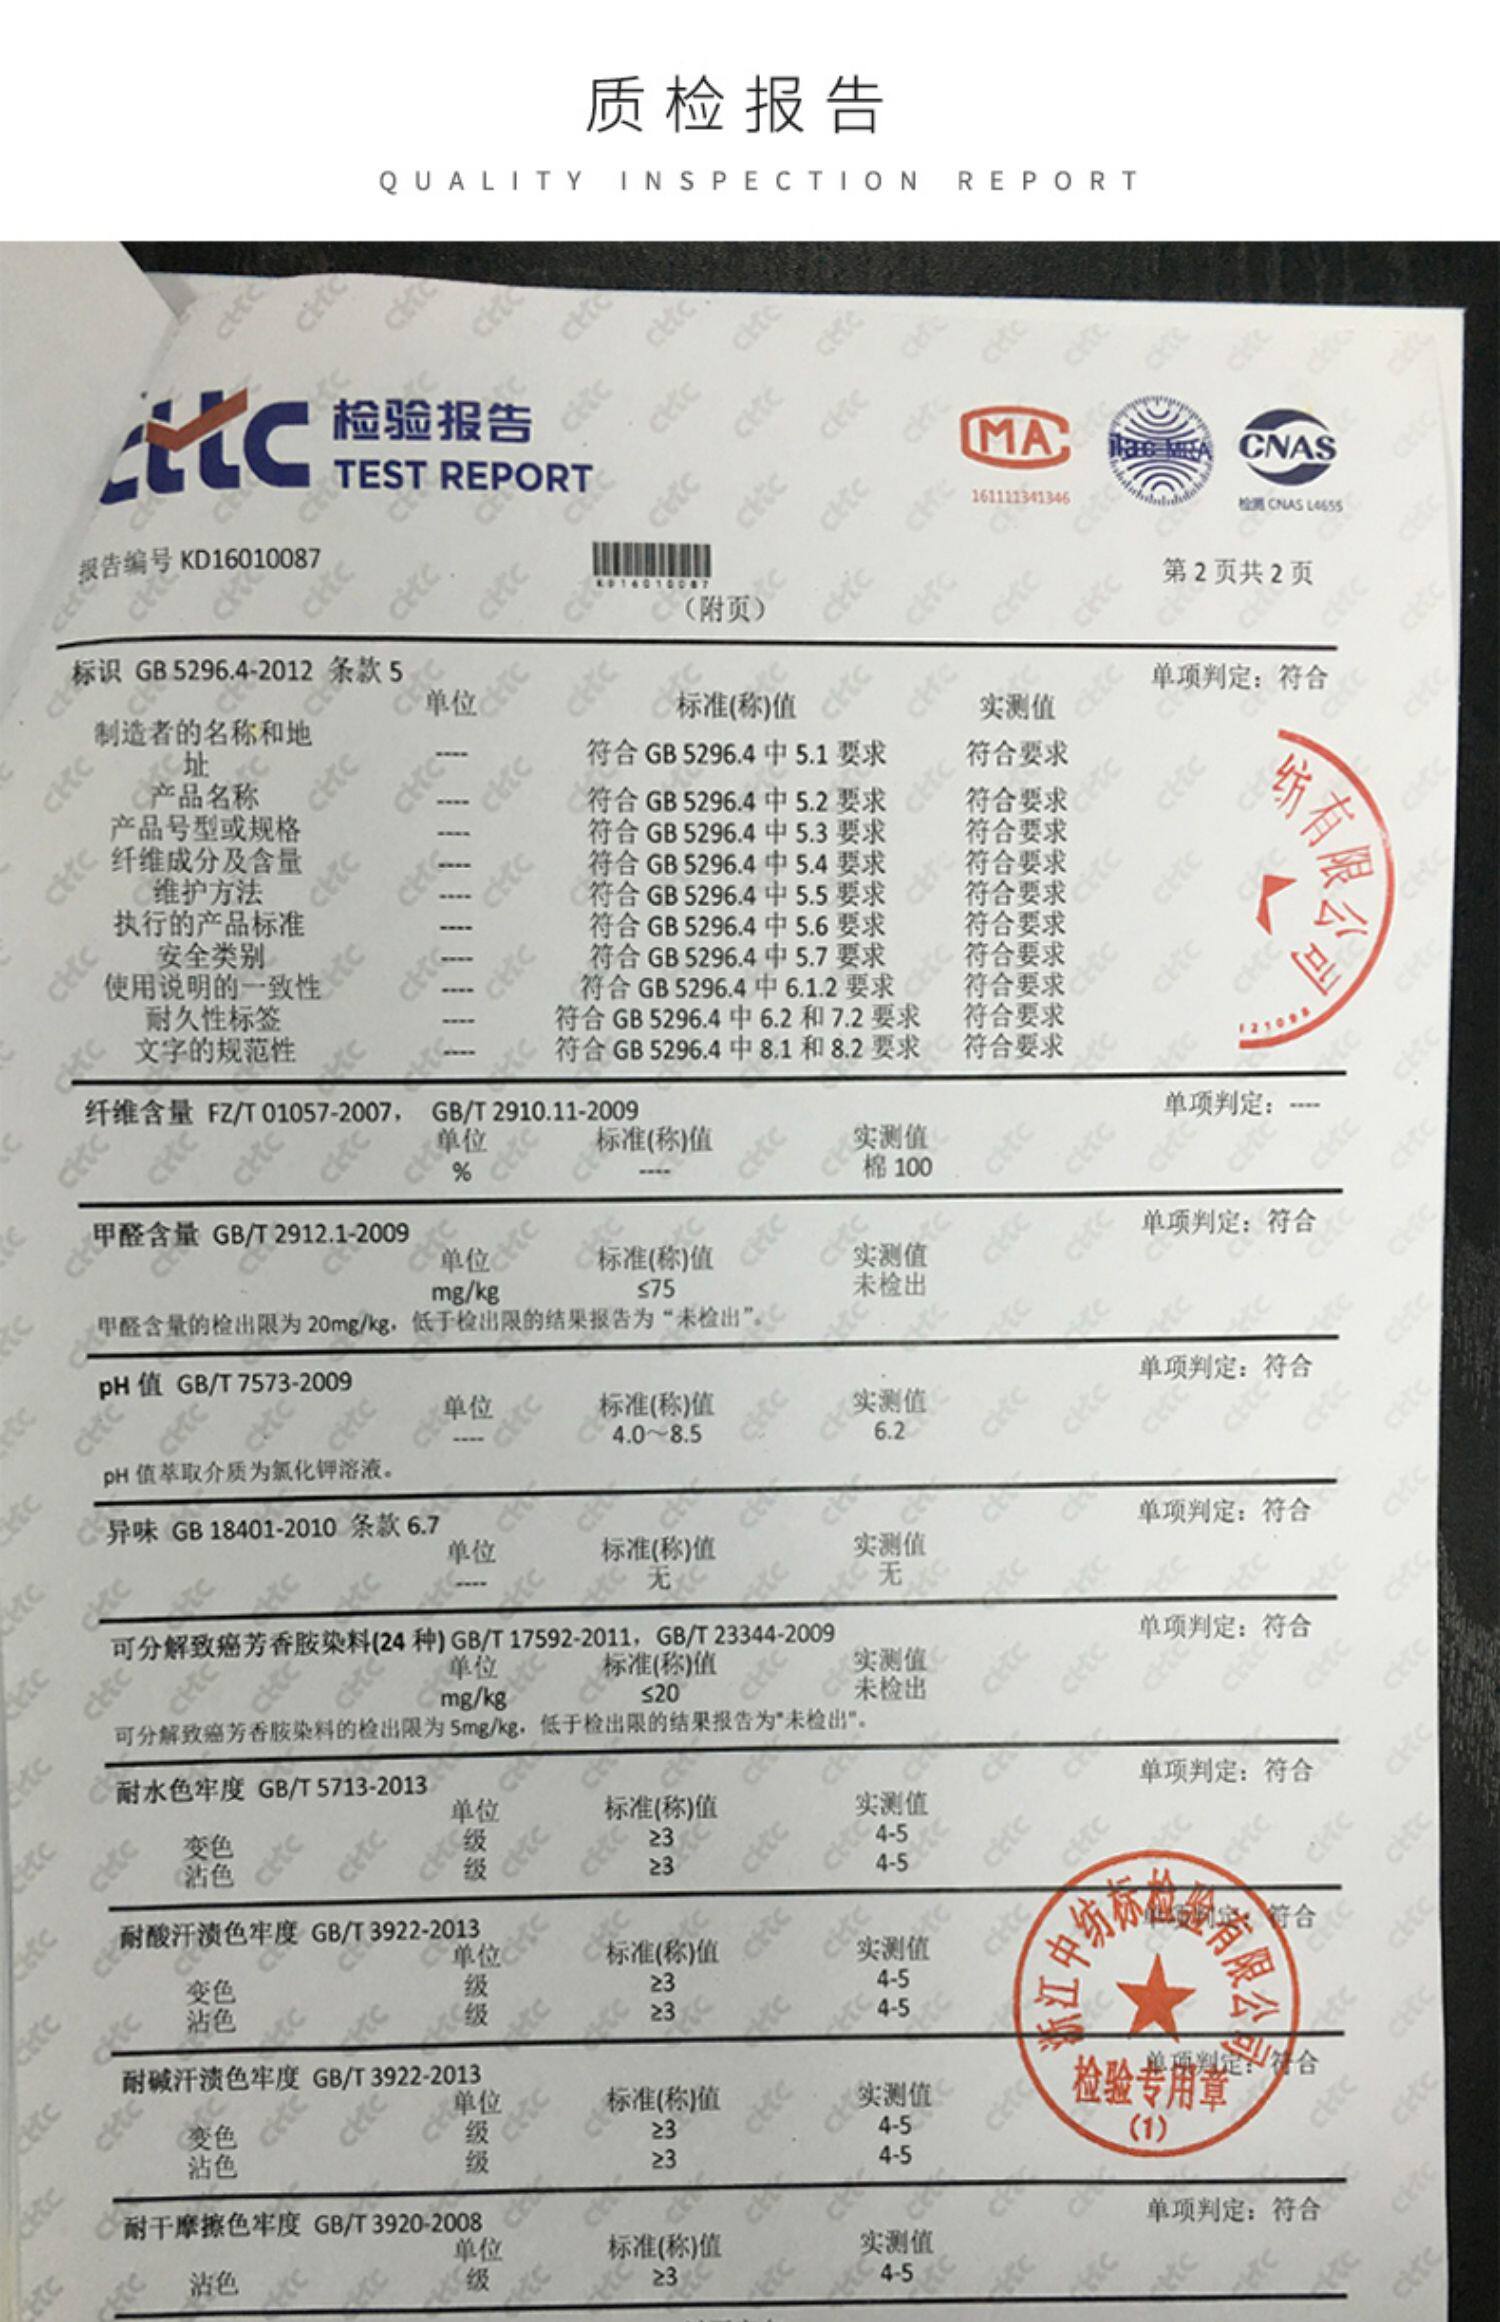 质检报告
QUALITY INSPECTION REPORT
cttc 检验报告
TEST REPORT
MA
161111341346
ilac-MRA
CNAS
检测 CNAS L4655
报告编号 KD16010087
KD16010087
第 2 页共 2 页
（附页）
标识 GB 5296.4-2012 条款 5 单项判定：符合
单位 标准(称)值 实测值
制造者的名称和地
址 ---- 符合 GB 5296.4 中 5.1 要求 符合要求
产品名称 ---- 符合 GB 5296.4 中 5.2 要求 符合要求
产品号型或规格 ---- 符合 GB 5296.4 中 5.3 要求 符合要求
纤维成分及含量 ---- 符合 GB 5296.4 中 5.4 要求 符合要求
维护方法 ---- 符合 GB 5296.4 中 5.5 要求 符合要求
执行的产品标准 ---- 符合 GB 5296.4 中 5.6 要求 符合要求
安全类别 ---- 符合 GB 5296.4 中 5.7 要求 符合要求
使用说明的一致性 ---- 符合 GB 5296.4 中 6.1.2 要求 符合要求
耐久性标签 ---- 符合 GB 5296.4 中 6.2 和 7.2 要求 符合要求
文字的规范性 ---- 符合 GB 5296.4 中 8.1 和 8.2 要求 符合要求
纺有限公司
121098
纤维含量 FZ/T 01057-2007， GB/T 2910.11-2009 单项判定：----
单位 标准(称)值 实测值
% ---- 棉 100
甲醛含量 GB/T 2912.1-2009 单项判定：符合
单位 标准(称)值 实测值
mg/kg ≤75 未检出
甲醛含量的检出限为 20mg/kg，低于检出限的结果报告为“未检出”。
pH 值 GB/T 7573-2009 单项判定：符合
单位 标准(称)值 实测值
---- 4.0～8.5 6.2
pH 值萃取介质为氯化钾溶液。
异味 GB 18401-2010 条款 6.7 单项判定：符合
单位 标准(称)值 实测值
---- 无 无
可分解致癌芳香胺染料(24 种) GB/T 17592-2011，GB/T 23344-2009 单项判定：符合
单位 标准(称)值 实测值
mg/kg ≤20 未检出
可分解致癌芳香胺染料的检出限为 5mg/kg，低于检出限的结果报告为"未检出"。
耐水色牢度 GB/T 5713-2013 单项判定：符合
单位 标准(称)值 实测值
变色 级 ≥3 4-5
沾色 级 ≥3 4-5
耐酸汗渍色牢度 GB/T 3922-2013 单项判定：符合
单位 标准(称)值 实测值
变色 级 ≥3 4-5
沾色 级 ≥3 4-5
浙江中纺标检验有限公司
检验专用章
(1)
耐碱汗渍色牢度 GB/T 3922-2013 单项判定：符合
单位 标准(称)值 实测值
变色 级 ≥3 4-5
沾色 级 ≥3 4-5
耐干摩擦色牢度 GB/T 3920-2008 单项判定：符合
单位 标准(称)值 实测值
沾色 级 ≥3 4-5